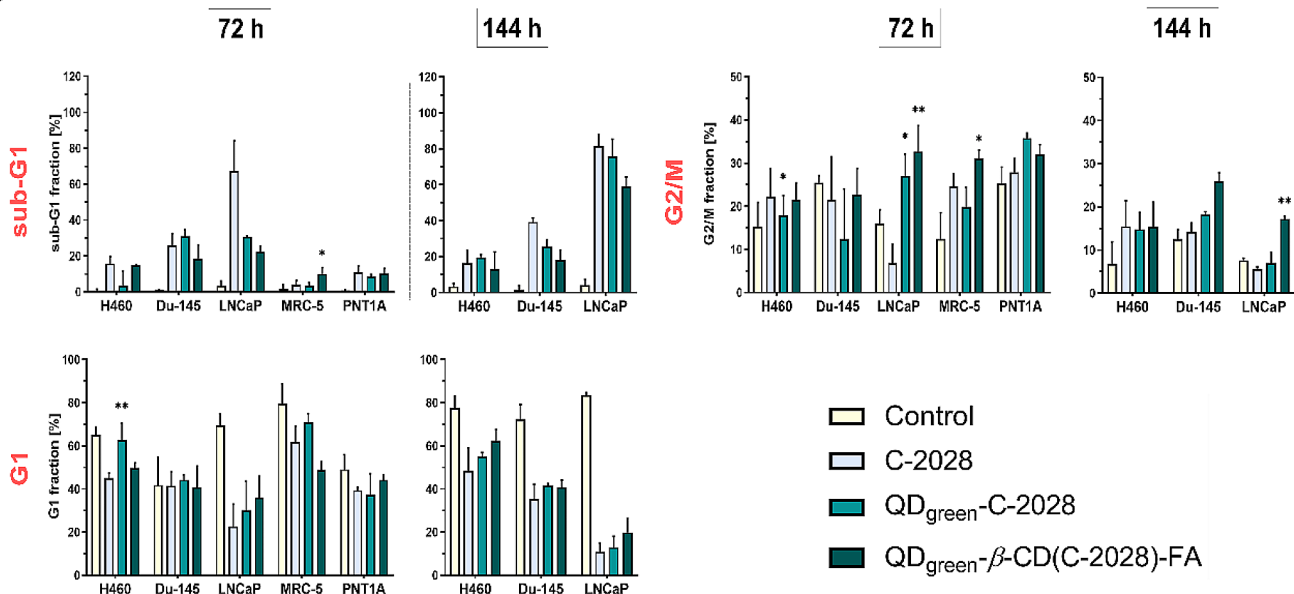 72 h
144 h
72 h
144 h
sub-G1
sub-G1 fraction [%]
120
100
80
60
40
20
0
*
H460 Du-145 LNCaP MRC-5 PNT1A
120
100
80
60
40
20
0
H460 Du-145 LNCaP
G2/M
G2/M fraction [%]
50
40
30
20
10
0
* * ** *
H460 Du-145 LNCaP MRC-5 PNT1A
50
40
30
20
10
0
**
H460 Du-145 LNCaP
G1
G1 fraction [%]
100
80
60
40
20
0
**
H460 Du-145 LNCaP MRC-5 PNT1A
100
80
60
40
20
0
H460 Du-145 LNCaP
Control
C-2028
QDgreen-C-2028
QDgreen-β-CD(C-2028)-FA